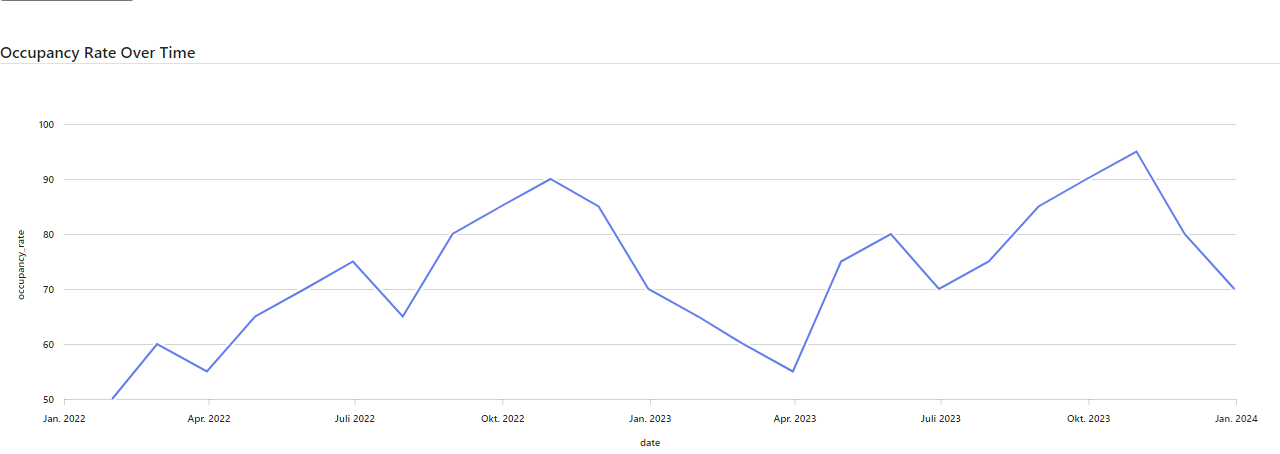 Occupancy Rate Over Time
100
90
80
70
60
50
occupancy_rate
Jan. 2022 Apr. 2022 Juli 2022 Okt. 2022 Jan. 2023 Apr. 2023 Juli 2023 Okt. 2023 Jan. 2024
date